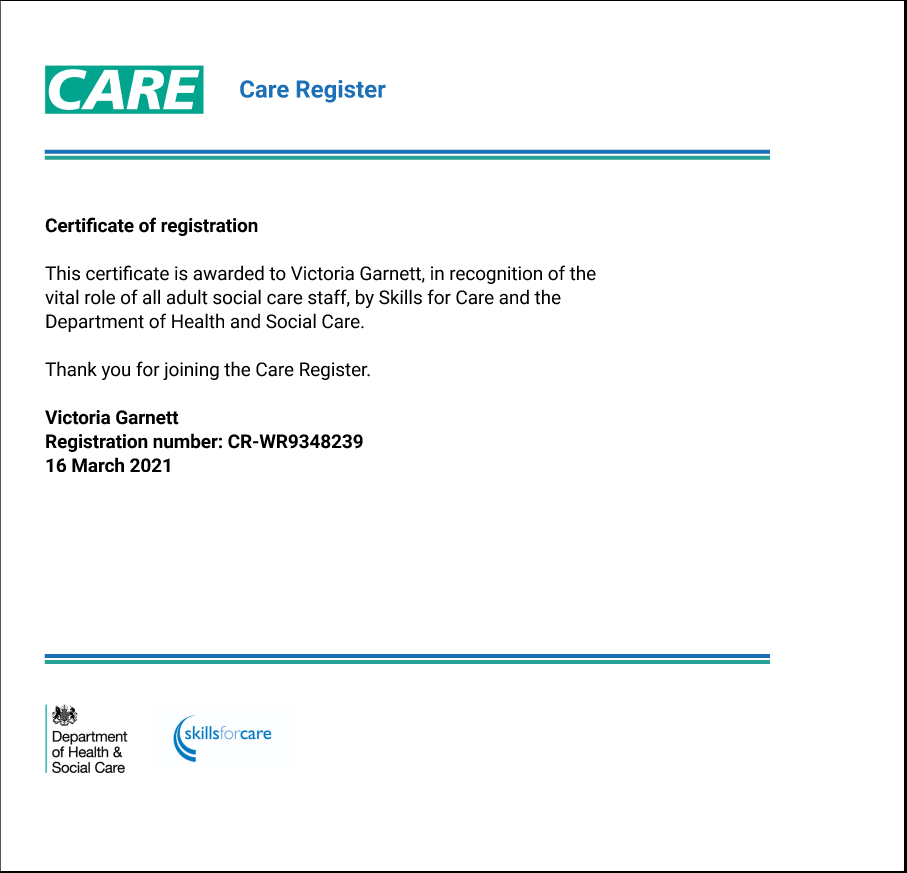 CARE Care Register
Certificate of registration
This certificate is awarded to Victoria Garnett, in recognition of the
vital role of all adult social care staff, by Skills for Care and the
Department of Health and Social Care.
Thank you for joining the Care Register.
Victoria Garnett
Registration number: CR-WR9348239
16 March 2021
Department
of Health &
Social Care
skillsforcare